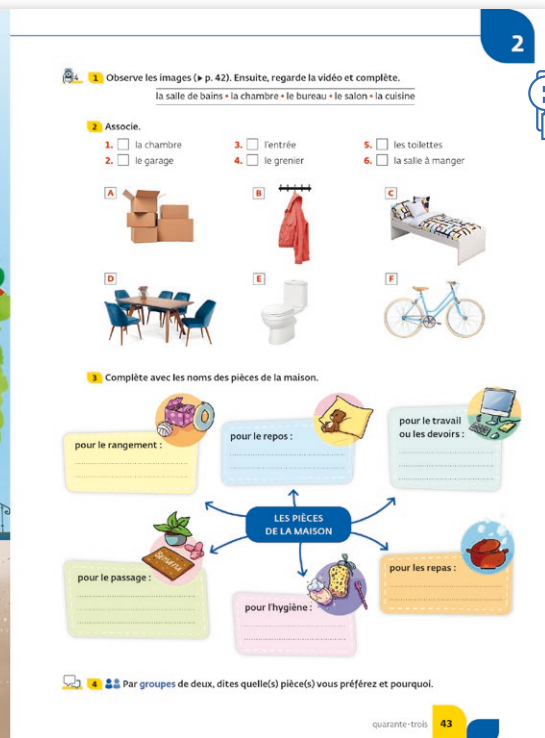 2
1 Observe les images (▸ p. 42). Ensuite, regarde la vidéo et complète.
la salle de bains • la chambre • le bureau • le salon • la cuisine
2 Associe.
1. la chambre 3. l'entrée 5. les toilettes
2. le garage 4. le grenier 6. la salle à manger
A B C
D E F
3 Complète avec les noms des pièces de la maison.
pour le rangement :
pour le repos :
pour le travail
ou les devoirs :
LES PIÈCES
DE LA MAISON
pour le passage :
pour l'hygiène :
pour les repas :
4 Par groupes de deux, dites quelle(s) pièce(s) vous préférez et pourquoi.
quarante-trois 43